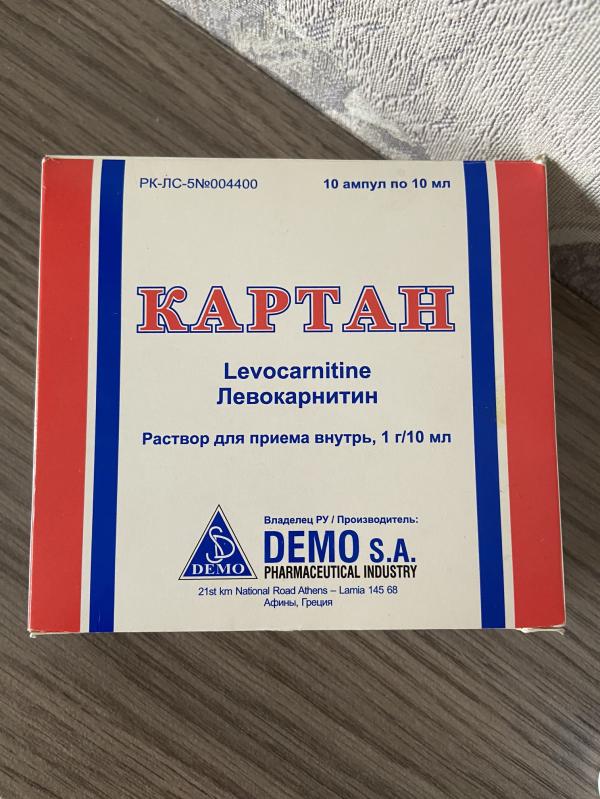 РК-ЛС-5№004400
10 ампул по 10 мл
КАРТАН
Levocarnitine
Левокарнитин
Раствор для приема внутрь, 1 г/10 мл
Владелец РУ / Производитель:
DEMO S.A.
PHARMACEUTICAL INDUSTRY
SD
DEMO
21st km National Road Athens – Lamia 145 68
Афины, Греция